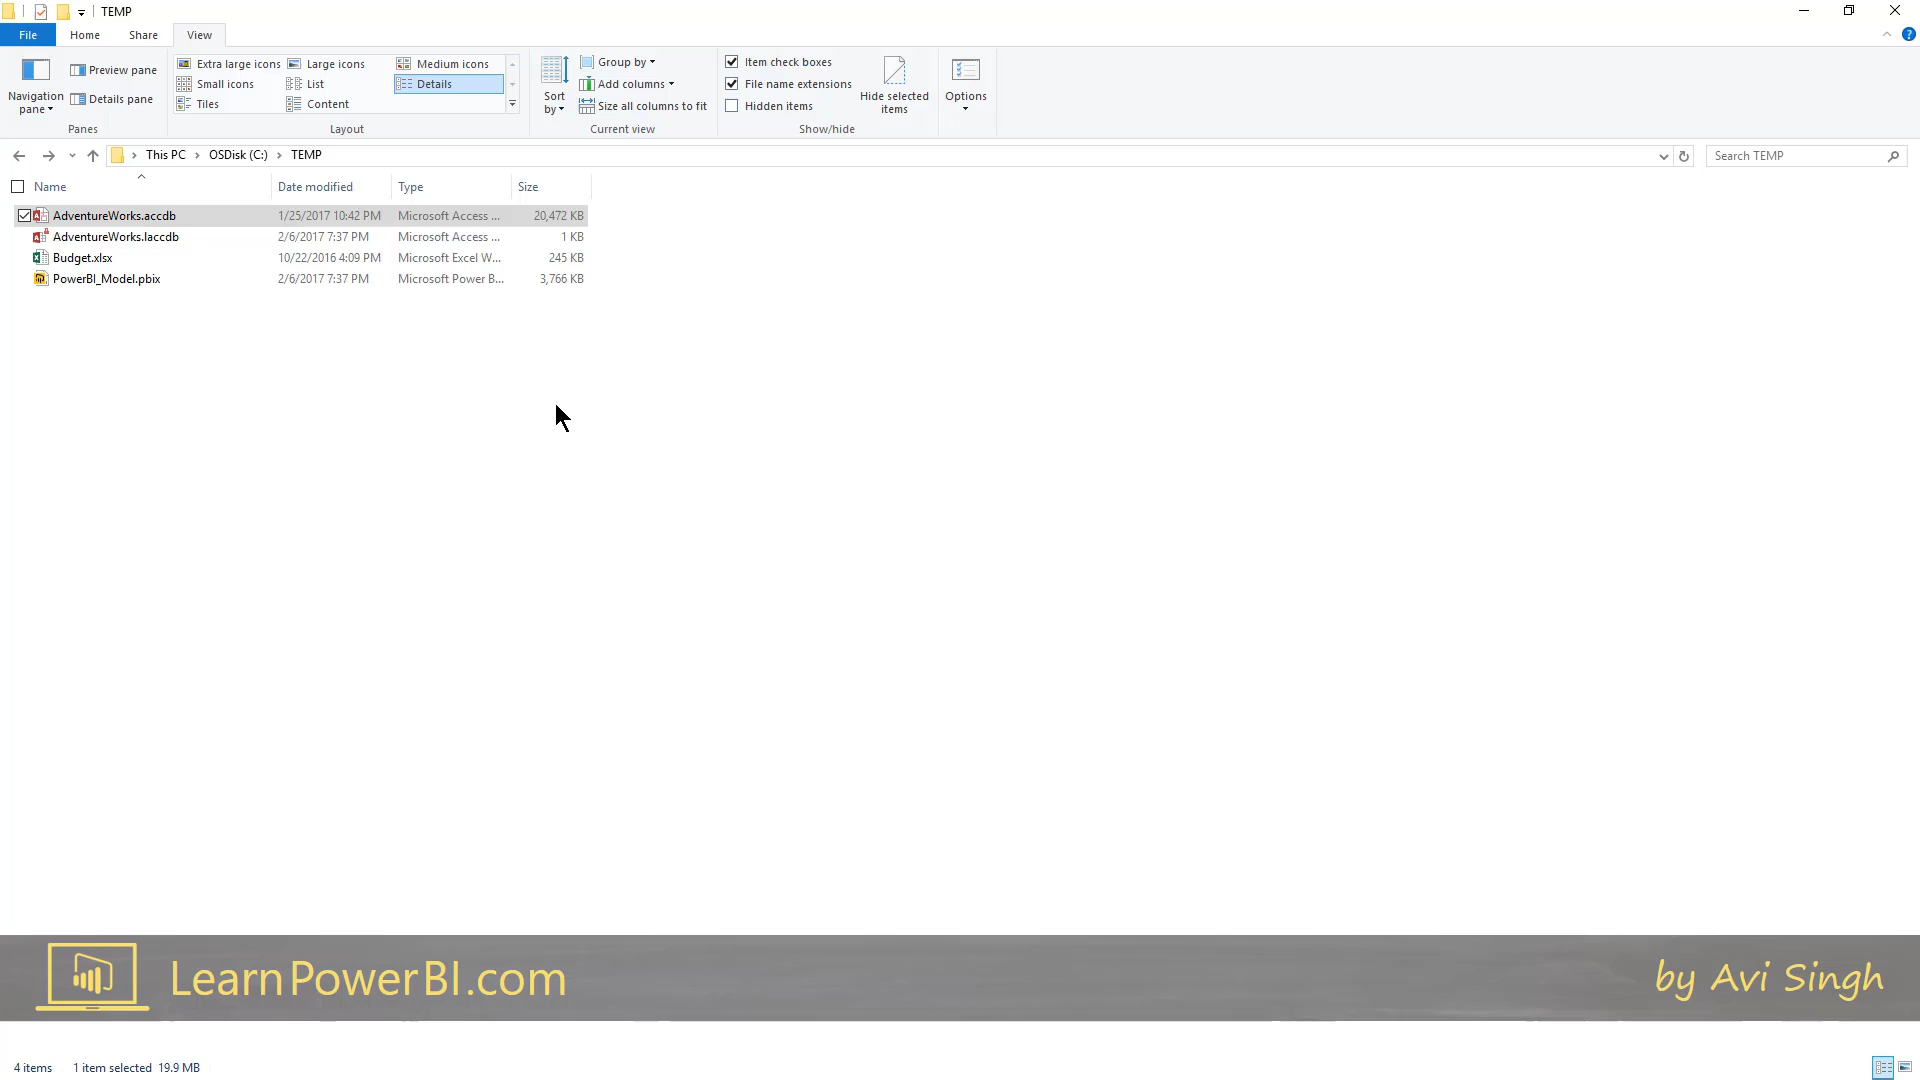 TEMP
File Home Share View
Extra large icons Large icons Medium icons
Small icons List Details
Tiles Content
Navigation pane
Preview pane
Details pane
Sort by
Group by
Add columns
Size all columns to fit
Item check boxes
File name extensions
Hidden items
Hide selected items
Options
Panes Layout Current view Show/hide
This PC OSDisk (C:) TEMP
Search TEMP
Name Date modified Type Size
AdventureWorks.accdb 1/25/2017 10:42 PM Microsoft Access ... 20,472 KB
AdventureWorks.laccdb 2/6/2017 7:37 PM Microsoft Access ... 1 KB
Budget.xlsx 10/22/2016 4:09 PM Microsoft Excel W... 245 KB
PowerBI_Model.pbix 2/6/2017 7:37 PM Microsoft Power B... 3,766 KB
LearnPowerBI.com
by Avi Singh
4 items 1 item selected 19.9 MB